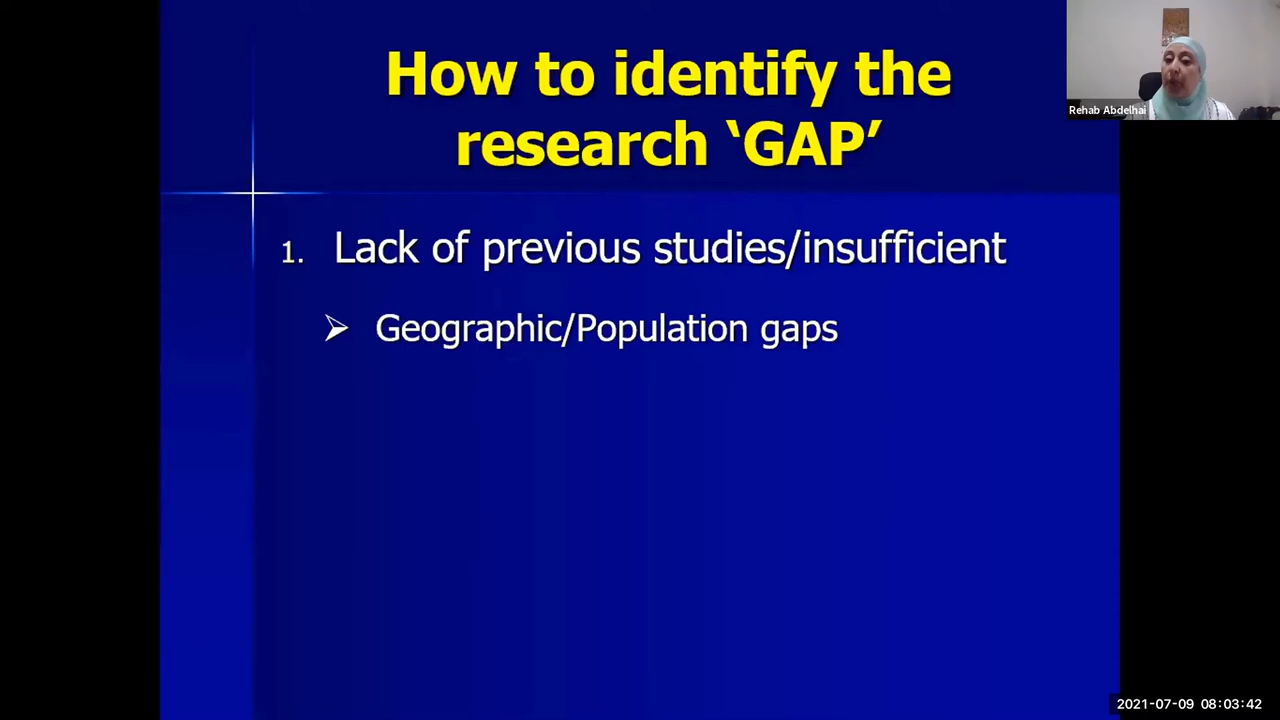 How to identify the
research ‘GAP’
Rehab Abdelhai
1. Lack of previous studies/insufficient
➢ Geographic/Population gaps
2021-07-09 08:03:42